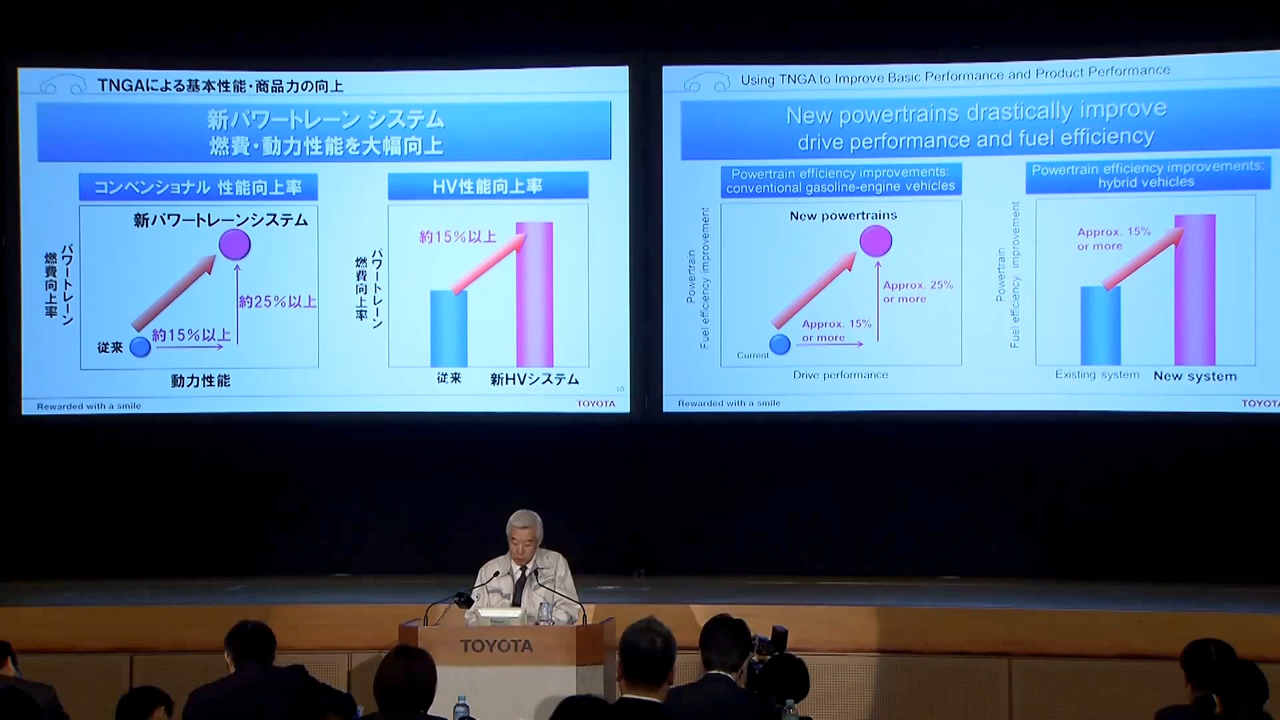 TNGAによる基本性能・商品力の向上
新パワートレーン システム
燃費・動力性能を大幅向上
コンベンショナル 性能向上率
新パワートレーンシステム
パワートレーン
燃費向上率
約25%以上
約15%以上
従来
動力性能
HV性能向上率
約15%以上
パワートレーン
燃費向上率
従来
新HVシステム
10
Rewarded with a smile
TOYOTA
Using TNGA to Improve Basic Performance and Product Performance
New powertrains drastically improve
drive performance and fuel efficiency
Powertrain efficiency improvements:
conventional gasoline-engine vehicles
New powertrains
Powertrain
Fuel efficiency improvement
Approx. 25%
or more
Approx. 15%
or more
Current
Drive performance
Powertrain efficiency improvements:
hybrid vehicles
Approx. 15%
or more
Powertrain
Fuel efficiency improvement
Existing system
New system
Rewarded with a smile
TOYOTA
TOYOTA